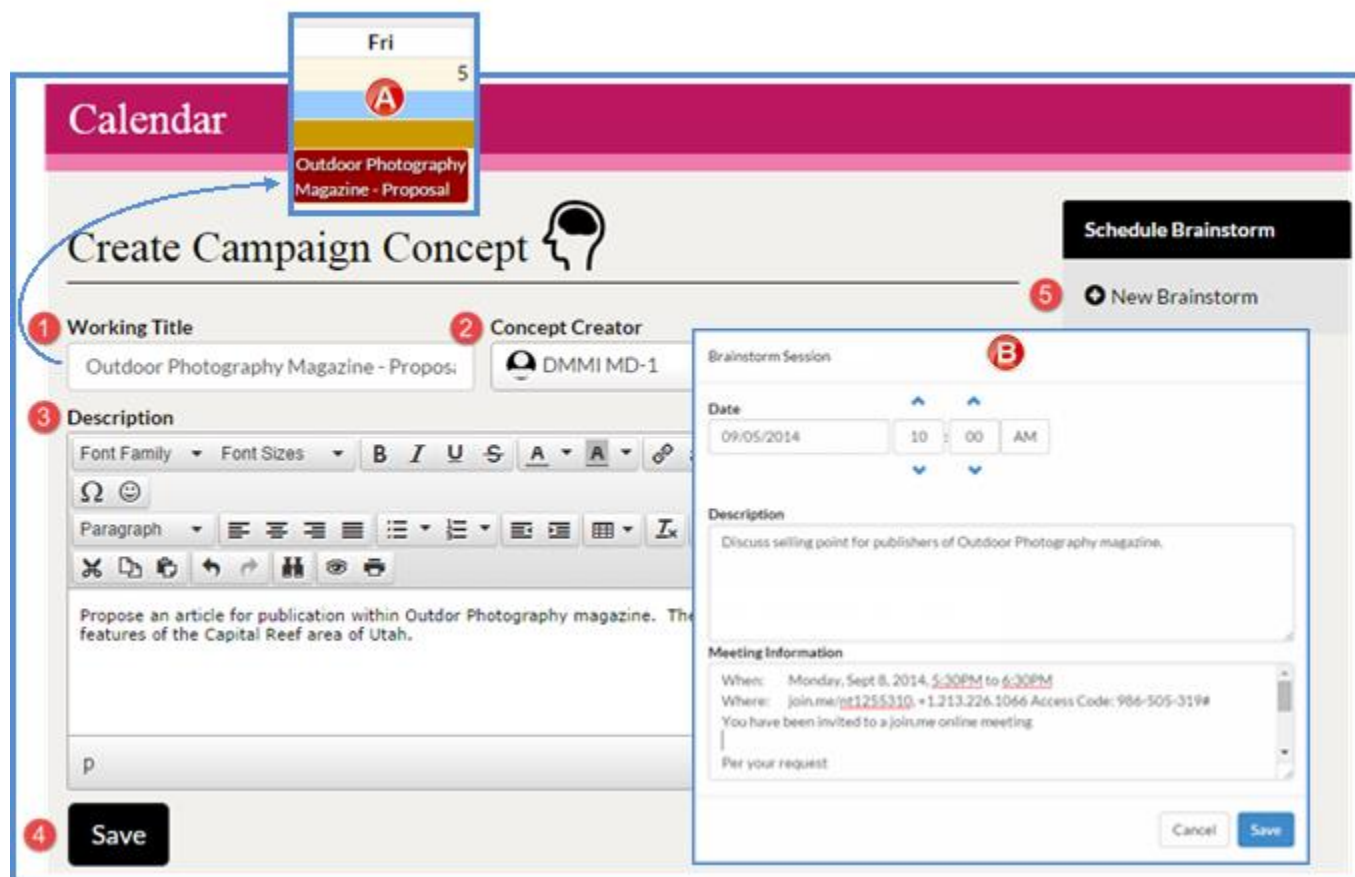 Fri
5
A
Calendar
Outdoor Photography
Magazine - Proposal
Create Campaign Concept
Schedule Brainstorm
5 New Brainstorm
1 Working Title
2 Concept Creator
Outdoor Photography Magazine - Propos
DMMI MD-1
3 Description
Font Family Font Sizes B I U S A A
Ω
Paragraph
Propose an article for publication within Outdor Photography magazine. The
features of the Capital Reef area of Utah.
p
4 Save
Brainstorm Session
B
Date
09/05/2014 10 : 00 AM
Description
Discuss selling point for publishers of Outdoor Photography magazine.
Meeting Information
When: Monday, Sept 8, 2014, 5:30PM to 6:30PM
Where: join.me/nt1255310, +1.213.226.1066 Access Code: 986-505-319#
You have been invited to a join.me online meeting
Per your request
Cancel Save